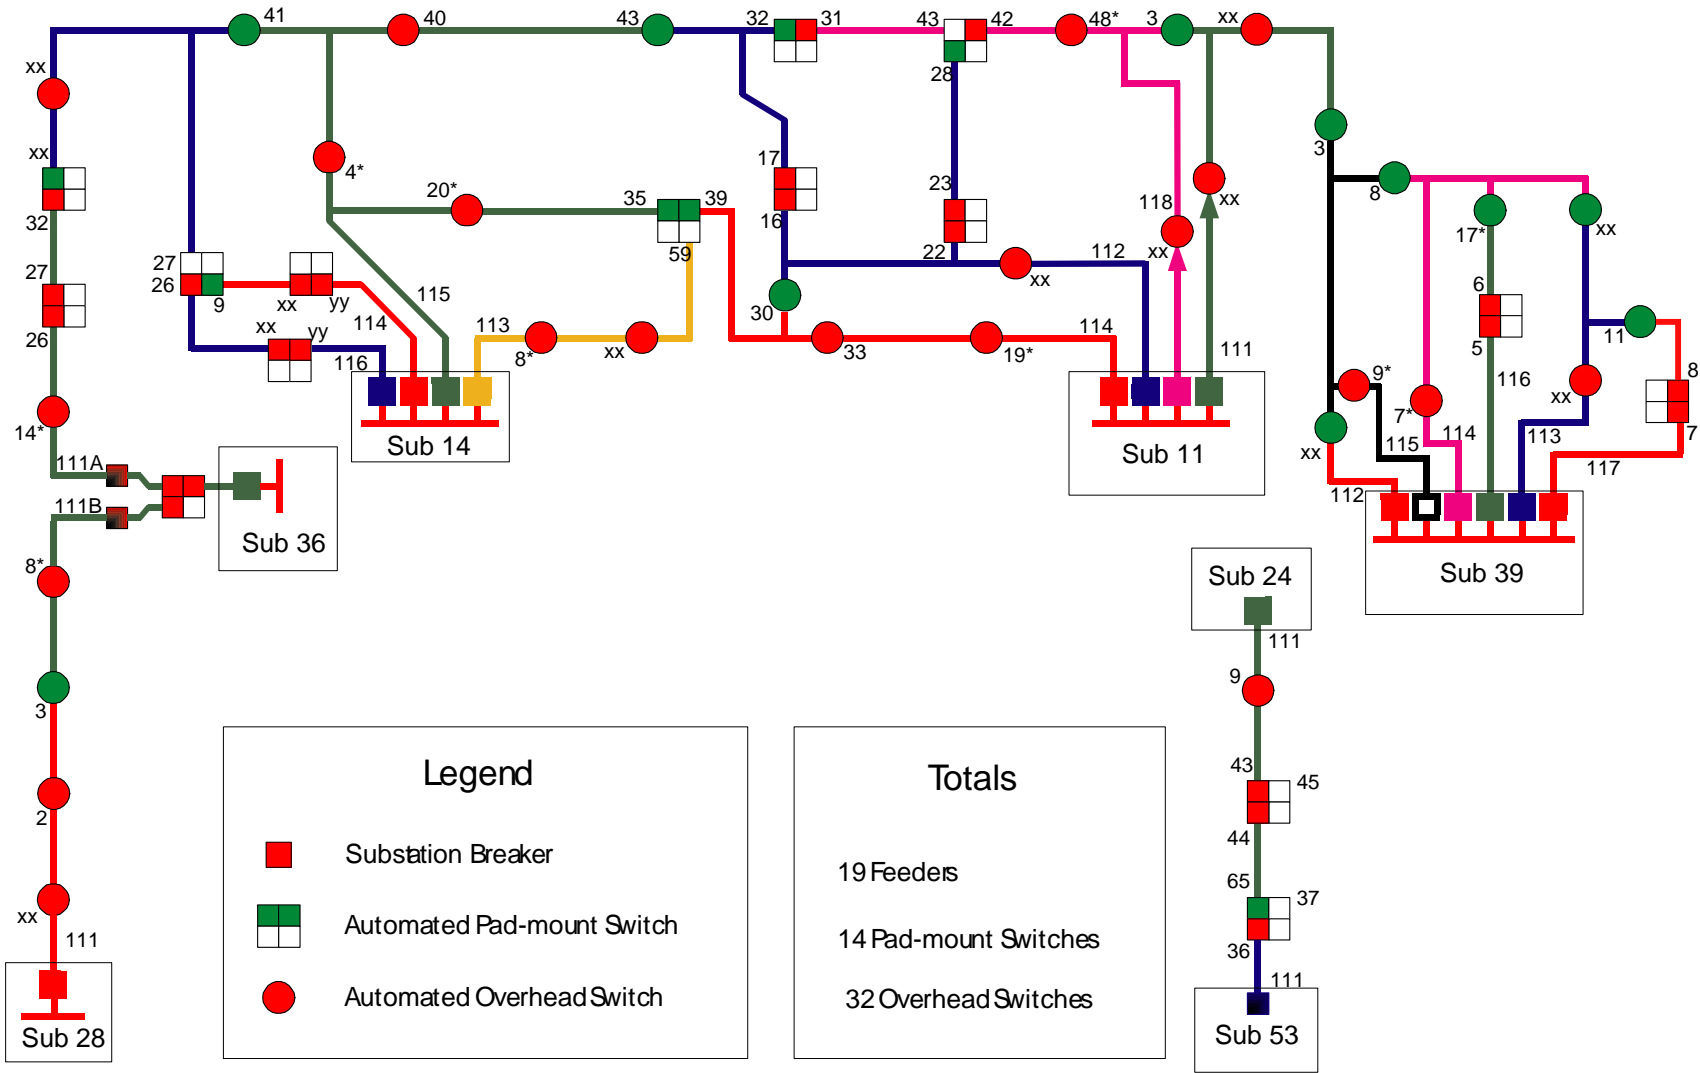 41
40
43
32
31
43
42
48*
3
xx
xx
28
3
xx
4*
17
8
32
20*
35
39
23
118
xx
17*
xx
16
59
22
xx
112
xx
27
27
26
9
xx
yy
115
6
30
11
26
xx
yy
114
116
113
8*
xx
33
19*
114
111
5
116
9*
xx
8
7*
14*
Sub 14
Sub 11
xx
115
114
113
7
117
111A
112
111B
Sub 36
8*
Sub 24
Sub 39
111
9
3
2
43
45
44
65
37
36
xx
111
111
Sub 28
Sub 53
Legend
Substation Breaker
Automated Pad-mount Switch
Automated Overhead Switch
Totals
19 Feeders
14 Pad-mount Switches
32 Overhead Switches